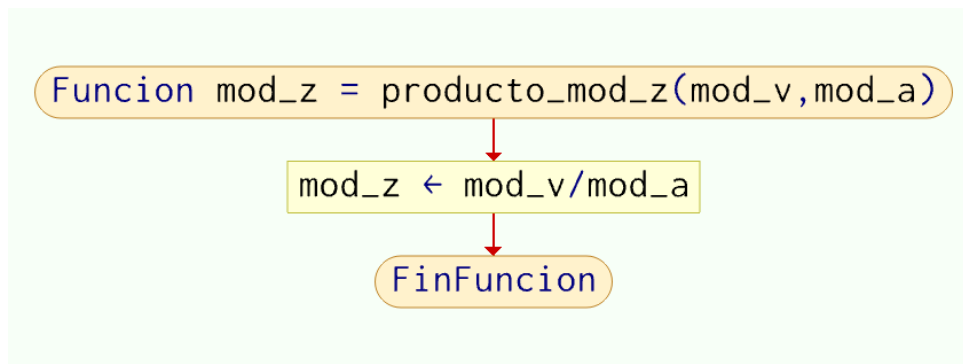 Funcion mod_z = producto_mod_z(mod_v,mod_a)
mod_z ← mod_v/mod_a
FinFuncion